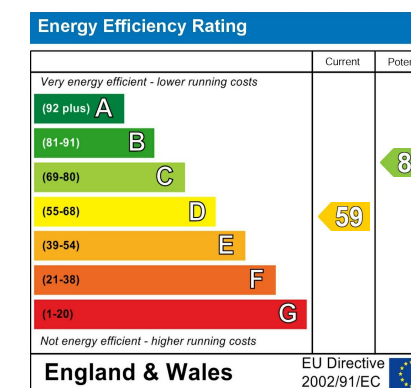 Energy Efficiency Rating
Current
Very energy efficient - lower running costs
(92 plus) A
(81-91) B
(69-80) C
(55-68) D
59
(39-54) E
(21-38) F
(1-20) G
Not energy efficient - higher running costs
England & Wales
EU Directive
2002/91/EC